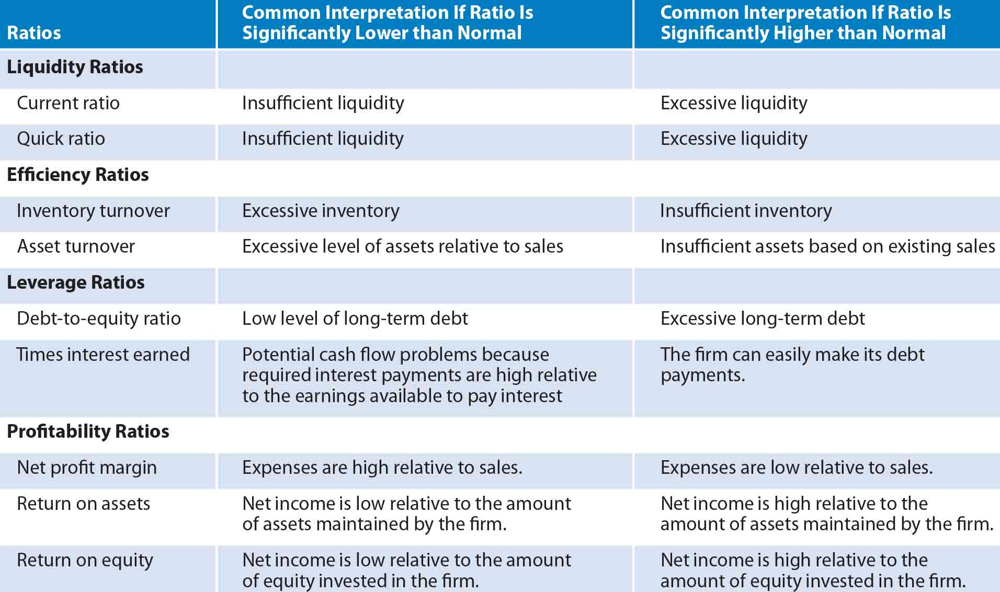 Ratios
Common Interpretation If Ratio Is
Significantly Lower than Normal
Common Interpretation If Ratio Is
Significantly Higher than Normal
Liquidity Ratios
Current ratio
Insufficient liquidity
Excessive liquidity
Quick ratio
Insufficient liquidity
Excessive liquidity
Efficiency Ratios
Inventory turnover
Excessive inventory
Insufficient inventory
Asset turnover
Excessive level of assets relative to sales
Insufficient assets based on existing sales
Leverage Ratios
Debt-to-equity ratio
Low level of long-term debt
Excessive long-term debt
Times interest earned
Potential cash flow problems because
required interest payments are high relative
to the earnings available to pay interest
The firm can easily make its debt
payments.
Profitability Ratios
Net profit margin
Expenses are high relative to sales.
Expenses are low relative to sales.
Return on assets
Net income is low relative to the amount
of assets maintained by the firm.
Net income is high relative to the
amount of assets maintained by the firm.
Return on equity
Net income is low relative to the amount
of equity invested in the firm.
Net income is high relative to the
amount of equity invested in the firm.